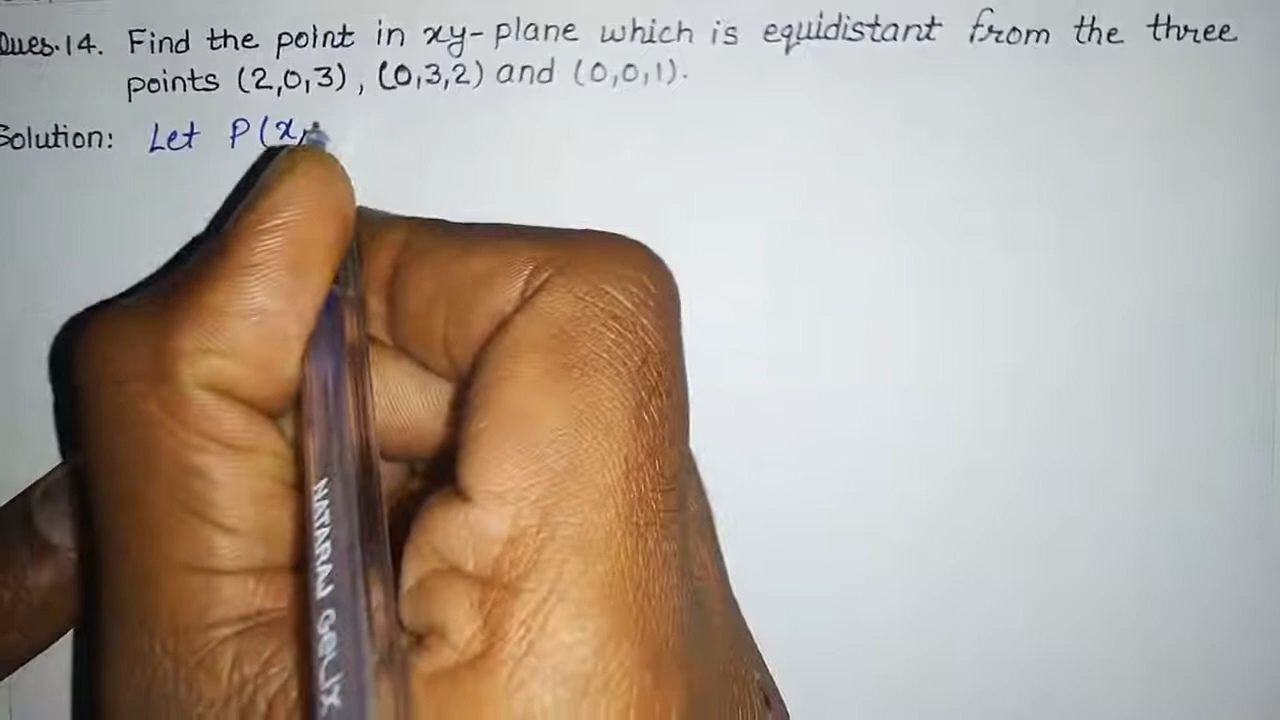 Ques.14. Find the point in xy-plane which is equidistant from the three
points (2,0,3), (0,3,2) and (0,0,1).
Solution: Let P(x,
NATARAJ GELIX